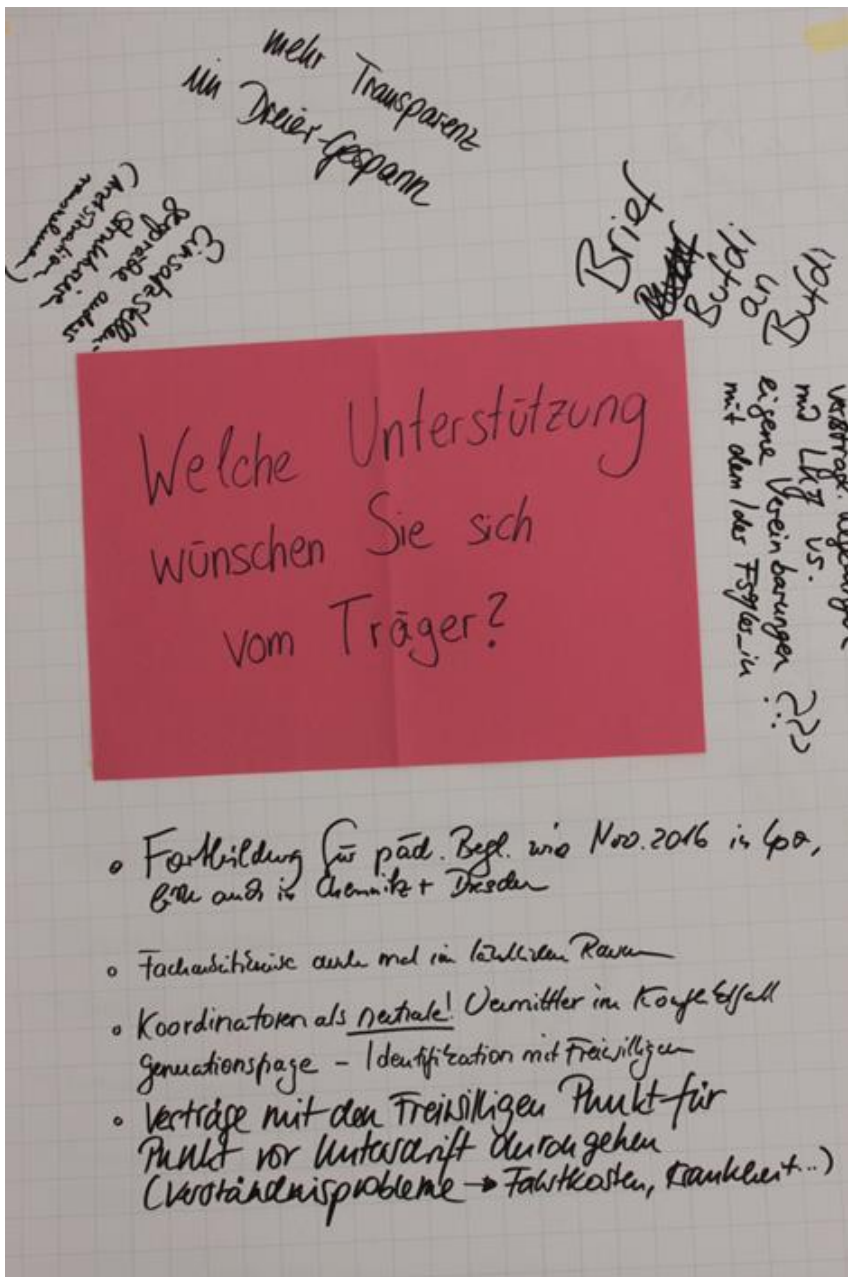 mehr Transparenz
im Dreier-Gespann
Einsatzstellen-
gespräche anders
strukturieren
wahrnehmen)
Brief
Bufdi
an
Bufdi
mit LKJ vs.
eigene Vereinbarungen
mit dem/der FSJler_in
Welche Unterstützung
wünschen Sie sich
vom Träger?
Fortbildung für päd. Begl. wie Nov. 2016 in
bitte auch in Chemnitz + Dresden
Facharbeitskreise auch mal im ländlichen Raum
Koordinatoren als neutrale! Vermittler im Konfliktfall
Generationsfrage – Identifikation mit Freiwilligen
Verträge mit den Freiwilligen Punkt für
Punkt vor Unterschrift durchgehen
(Verständnisprobleme → Fahrtkosten, Krankheit..)